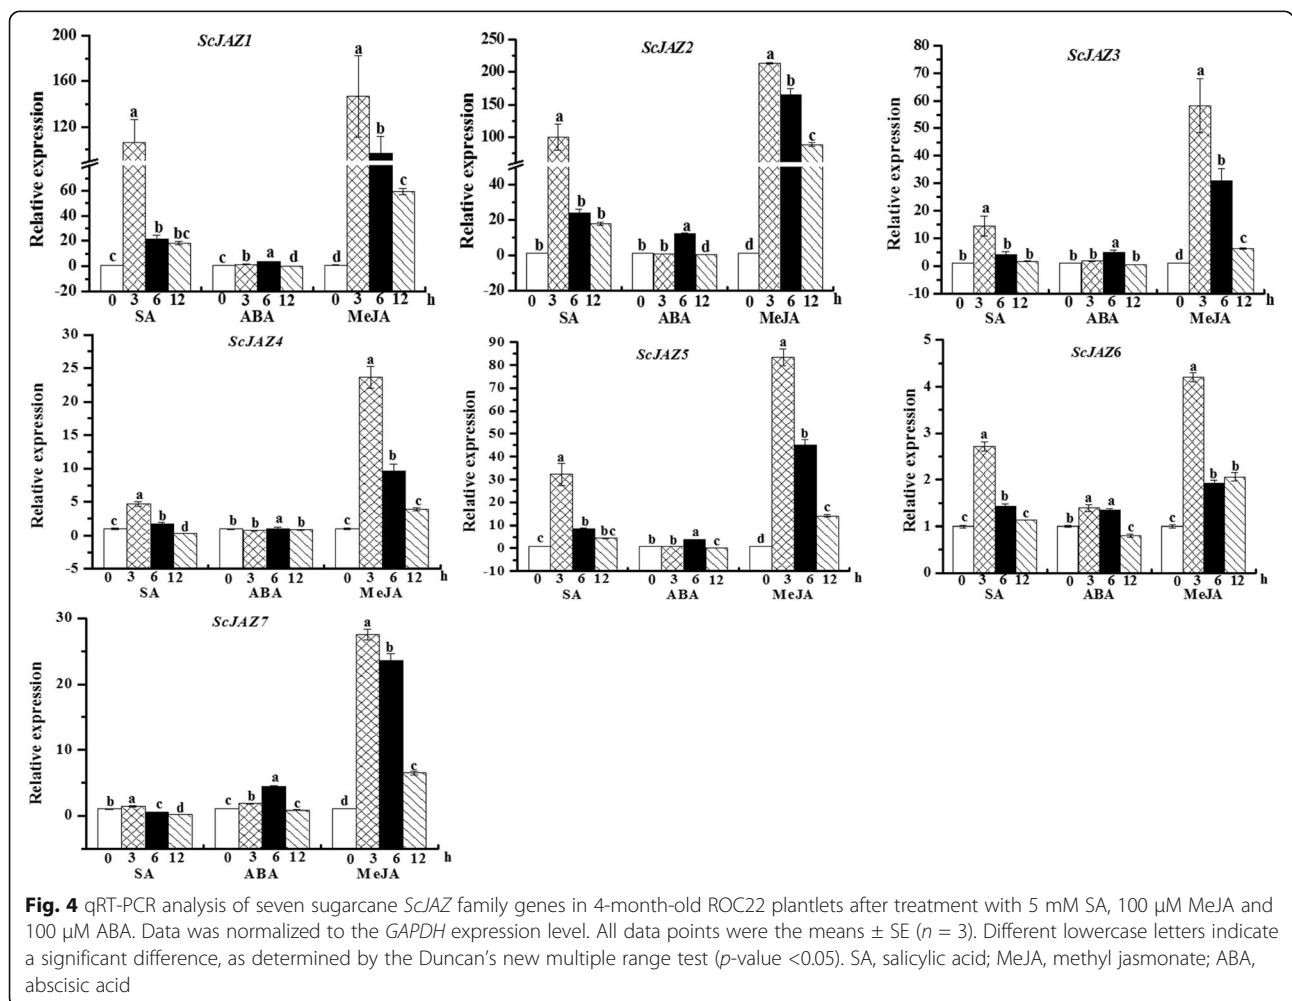 ScJAZ1
Relative expression
200
160
120
60
40
20
0
-20
a
c
b
bc
c
b
a
d
d
a
b
c
0 3 6 12 0 3 6 12 0 3 6 12 h
SA ABA MeJA
ScJAZ2
Relative expression
250
200
150
100
40
20
0
-20
b
a
b
b
b
b
a
d
d
a
b
c
0 3 6 12 0 3 6 12 0 3 6 12 h
SA ABA MeJA
ScJAZ3
Relative expression
80
70
60
50
40
30
20
10
0
-10
b
a
b
b
b
b
a
b
d
a
b
c
0 3 6 12 0 3 6 12 0 3 6 12 h
SA ABA MeJA
ScJAZ4
Relative expression
30
25
20
15
10
5
0
-5
c
a
b
d
b
b
a
b
c
a
b
c
0 3 6 12 0 3 6 12 0 3 6 12 h
SA ABA MeJA
ScJAZ5
Relative expression
90
80
70
60
50
40
30
20
10
0
-10
c
a
b
bc
b
b
a
c
d
a
b
c
0 3 6 12 0 3 6 12 0 3 6 12 h
SA ABA MeJA
ScJAZ6
Relative expression
5
4
3
2
1
0
c
a
b
c
b
a
a
c
c
a
b
b
0 3 6 12 0 3 6 12 0 3 6 12 h
SA ABA MeJA
ScJAZ7
Relative expression
30
20
10
0
b
a
c
d
c
b
a
c
d
a
b
c
0 3 6 12 0 3 6 12 0 3 6 12 h
SA ABA MeJA
Fig. 4 qRT-PCR analysis of seven sugarcane ScJAZ family genes in 4-month-old ROC22 plantlets after treatment with 5 mM SA, 100 μM MeJA and
100 μM ABA. Data was normalized to the GAPDH expression level. All data points were the means ± SE (n = 3). Different lowercase letters indicate
a significant difference, as determined by the Duncan's new multiple range test (p-value <0.05). SA, salicylic acid; MeJA, methyl jasmonate; ABA,
abscisic acid